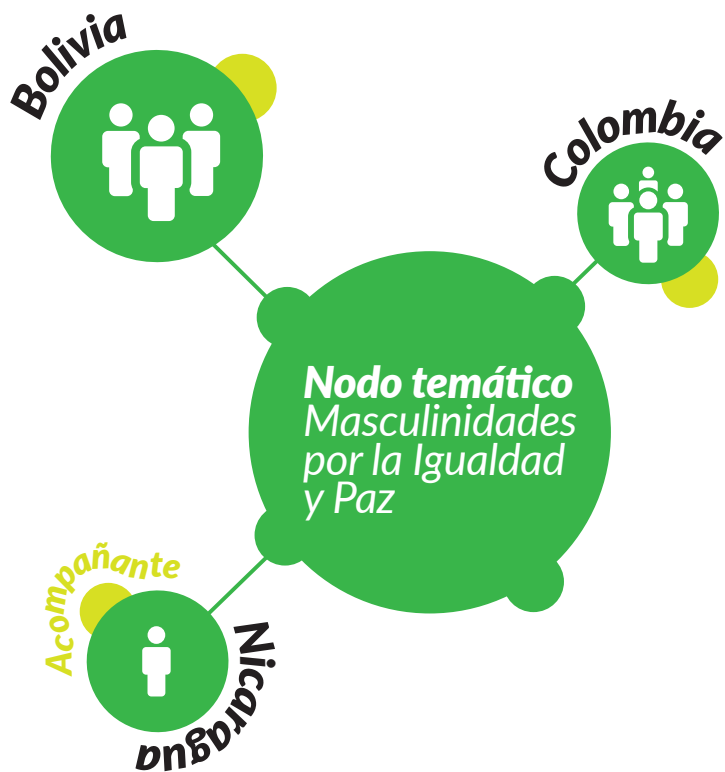 Bolivia
Colombia
Nodo temático
Masculinidades
por la Igualdad
y Paz
Acompañante
Nicaragua